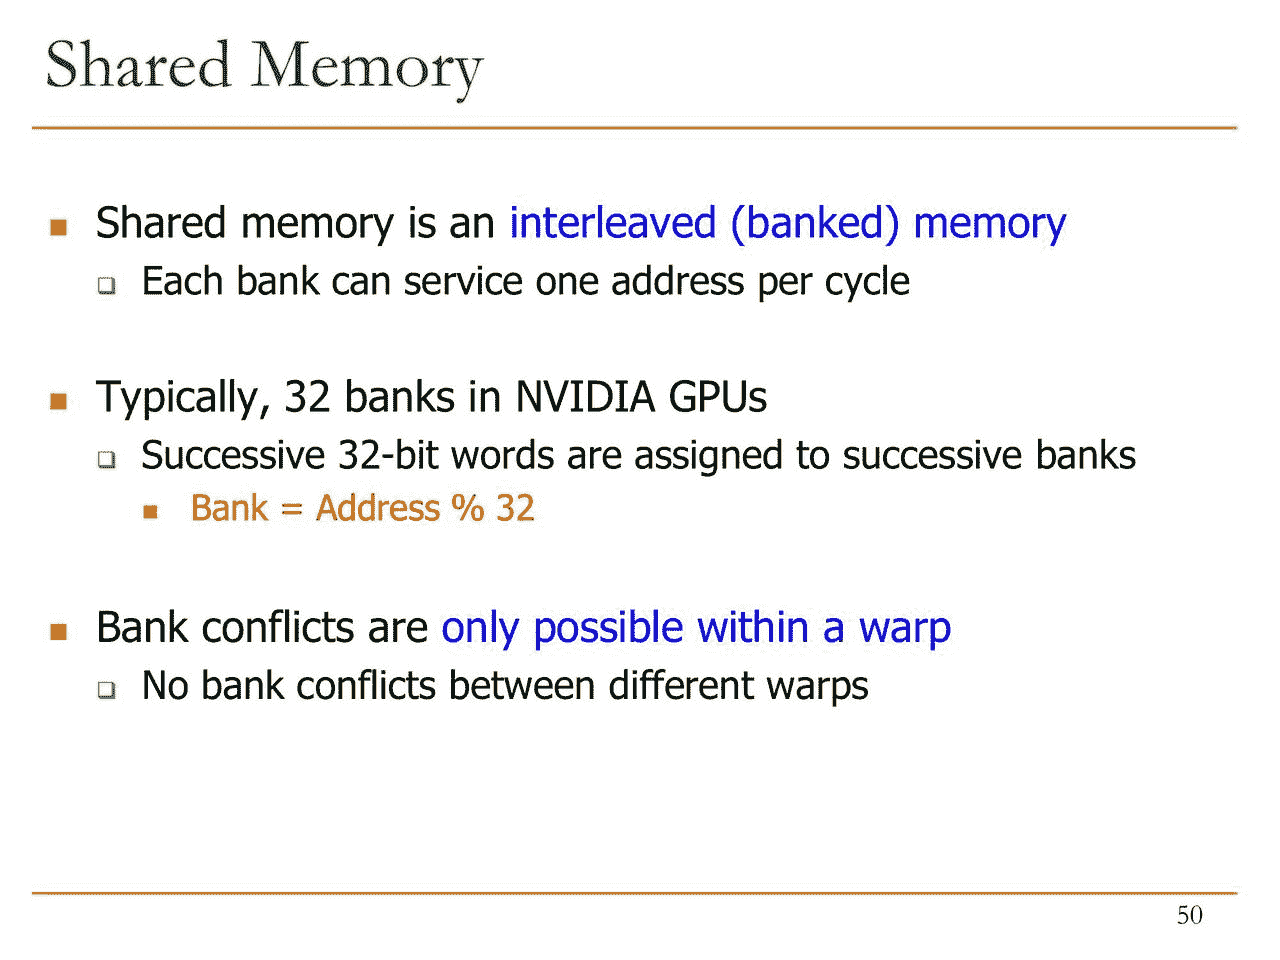 Shared Memory
Shared memory is an interleaved (banked) memory
Each bank can service one address per cycle
Typically, 32 banks in NVIDIA GPUs
Successive 32-bit words are assigned to successive banks
Bank = Address % 32
Bank conflicts are only possible within a warp
No bank conflicts between different warps
50